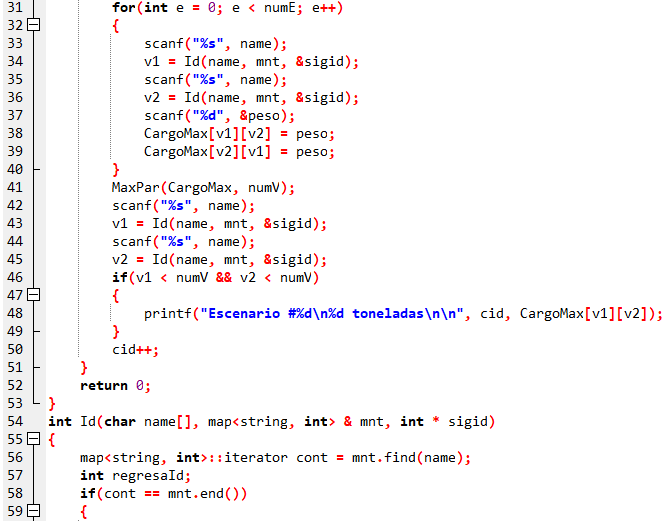 31 for(int e = 0; e < numE; e++)
32 {
33 scanf("%s", name);
34 v1 = Id(name, mnt, &sigid);
35 scanf("%s", name);
36 v2 = Id(name, mnt, &sigid);
37 scanf("%d", &peso);
38 CargoMax[v1][v2] = peso;
39 CargoMax[v2][v1] = peso;
40 }
41 MaxPar(CargoMax, numV);
42 scanf("%s", name);
43 v1 = Id(name, mnt, &sigid);
44 scanf("%s", name);
45 v2 = Id(name, mnt, &sigid);
46 if(v1 < numV && v2 < numV)
47 {
48 printf("Escenario #%d\n%d toneladas\n\n", cid, CargoMax[v1][v2]);
49 }
50 cid++;
51 }
52 return 0;
53 }
54 int Id(char name[], map<string, int> & mnt, int * sigid)
55 {
56 map<string, int>::iterator cont = mnt.find(name);
57 int regresaId;
58 if(cont == mnt.end())
59 {